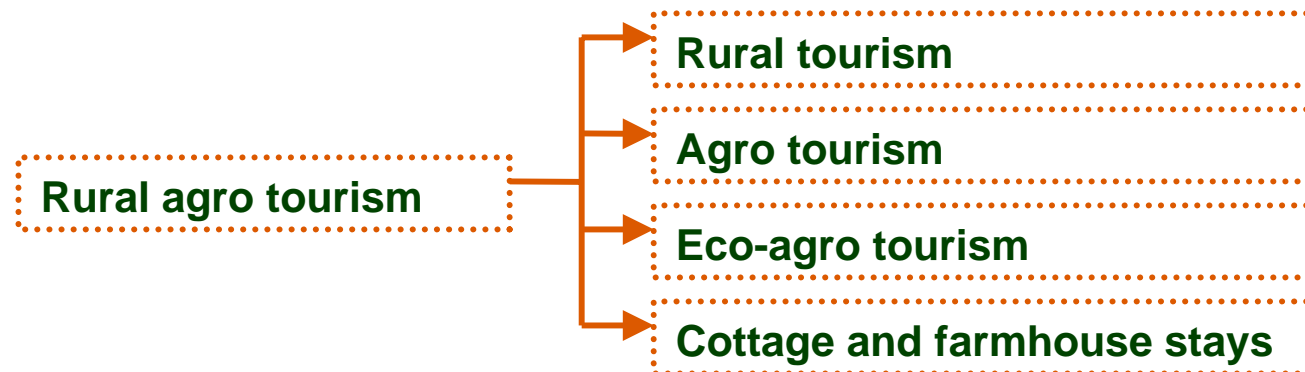 Rural tourism
Agro tourism
Rural agro tourism
Eco-agro tourism
Cottage and farmhouse stays